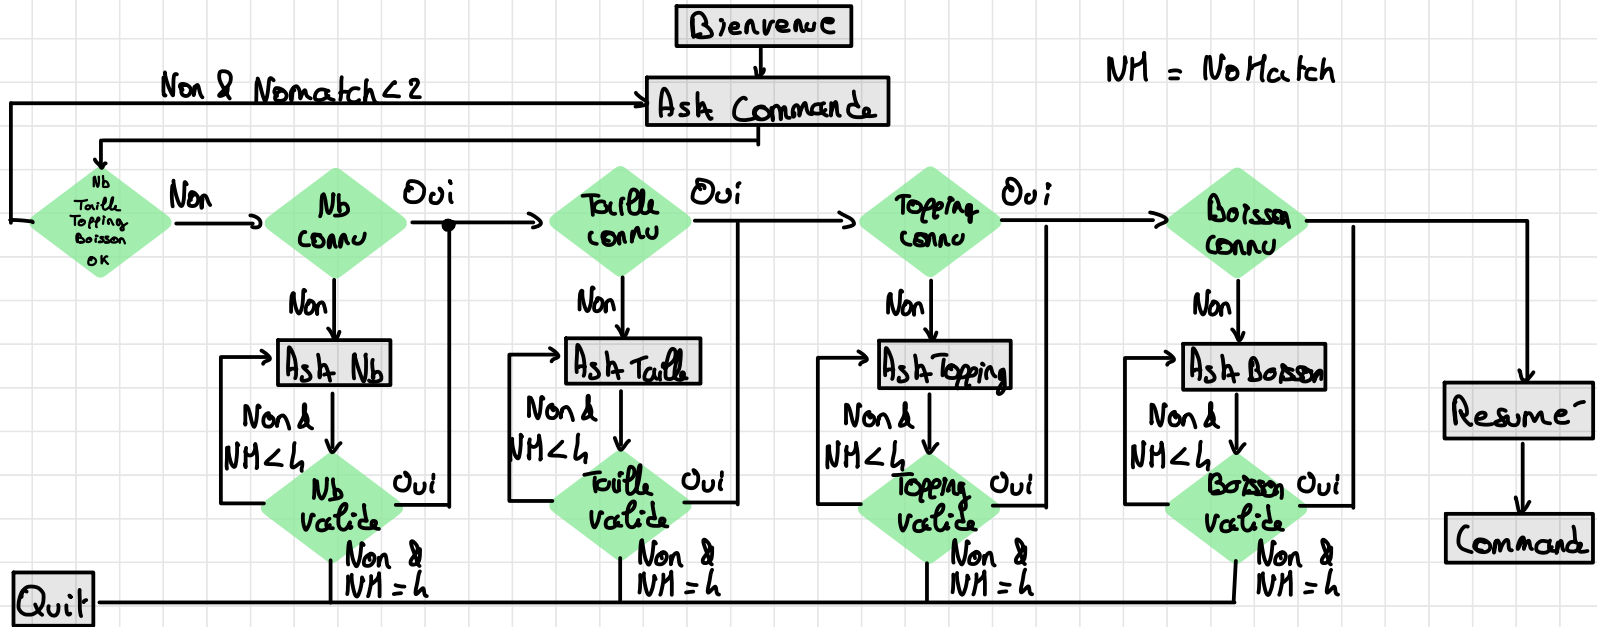 Bienvenue
NM = NoMatch
Non & Nomatch < 2
Ask Commande
Nb
Taille
Topping
Boisson
OK
Non
Nb
connu
Oui
Taille
connu
Oui
Topping
connu
Oui
Boisson
connu
Non
Non
Non
Non
Ask Nb
Ask Taille
Ask Topping
Ask Boisson
Resumé
Non &
NM < 4
Non &
NM < 4
Non &
NM < 4
Non &
NM < 4
Nb
valide
Oui
Taille
valide
Oui
Topping
valide
Oui
Boisson
valide
Oui
Commande
Non &
NM = 4
Non &
NM = 4
Non &
NM = 4
Non &
NM = 4
Quit